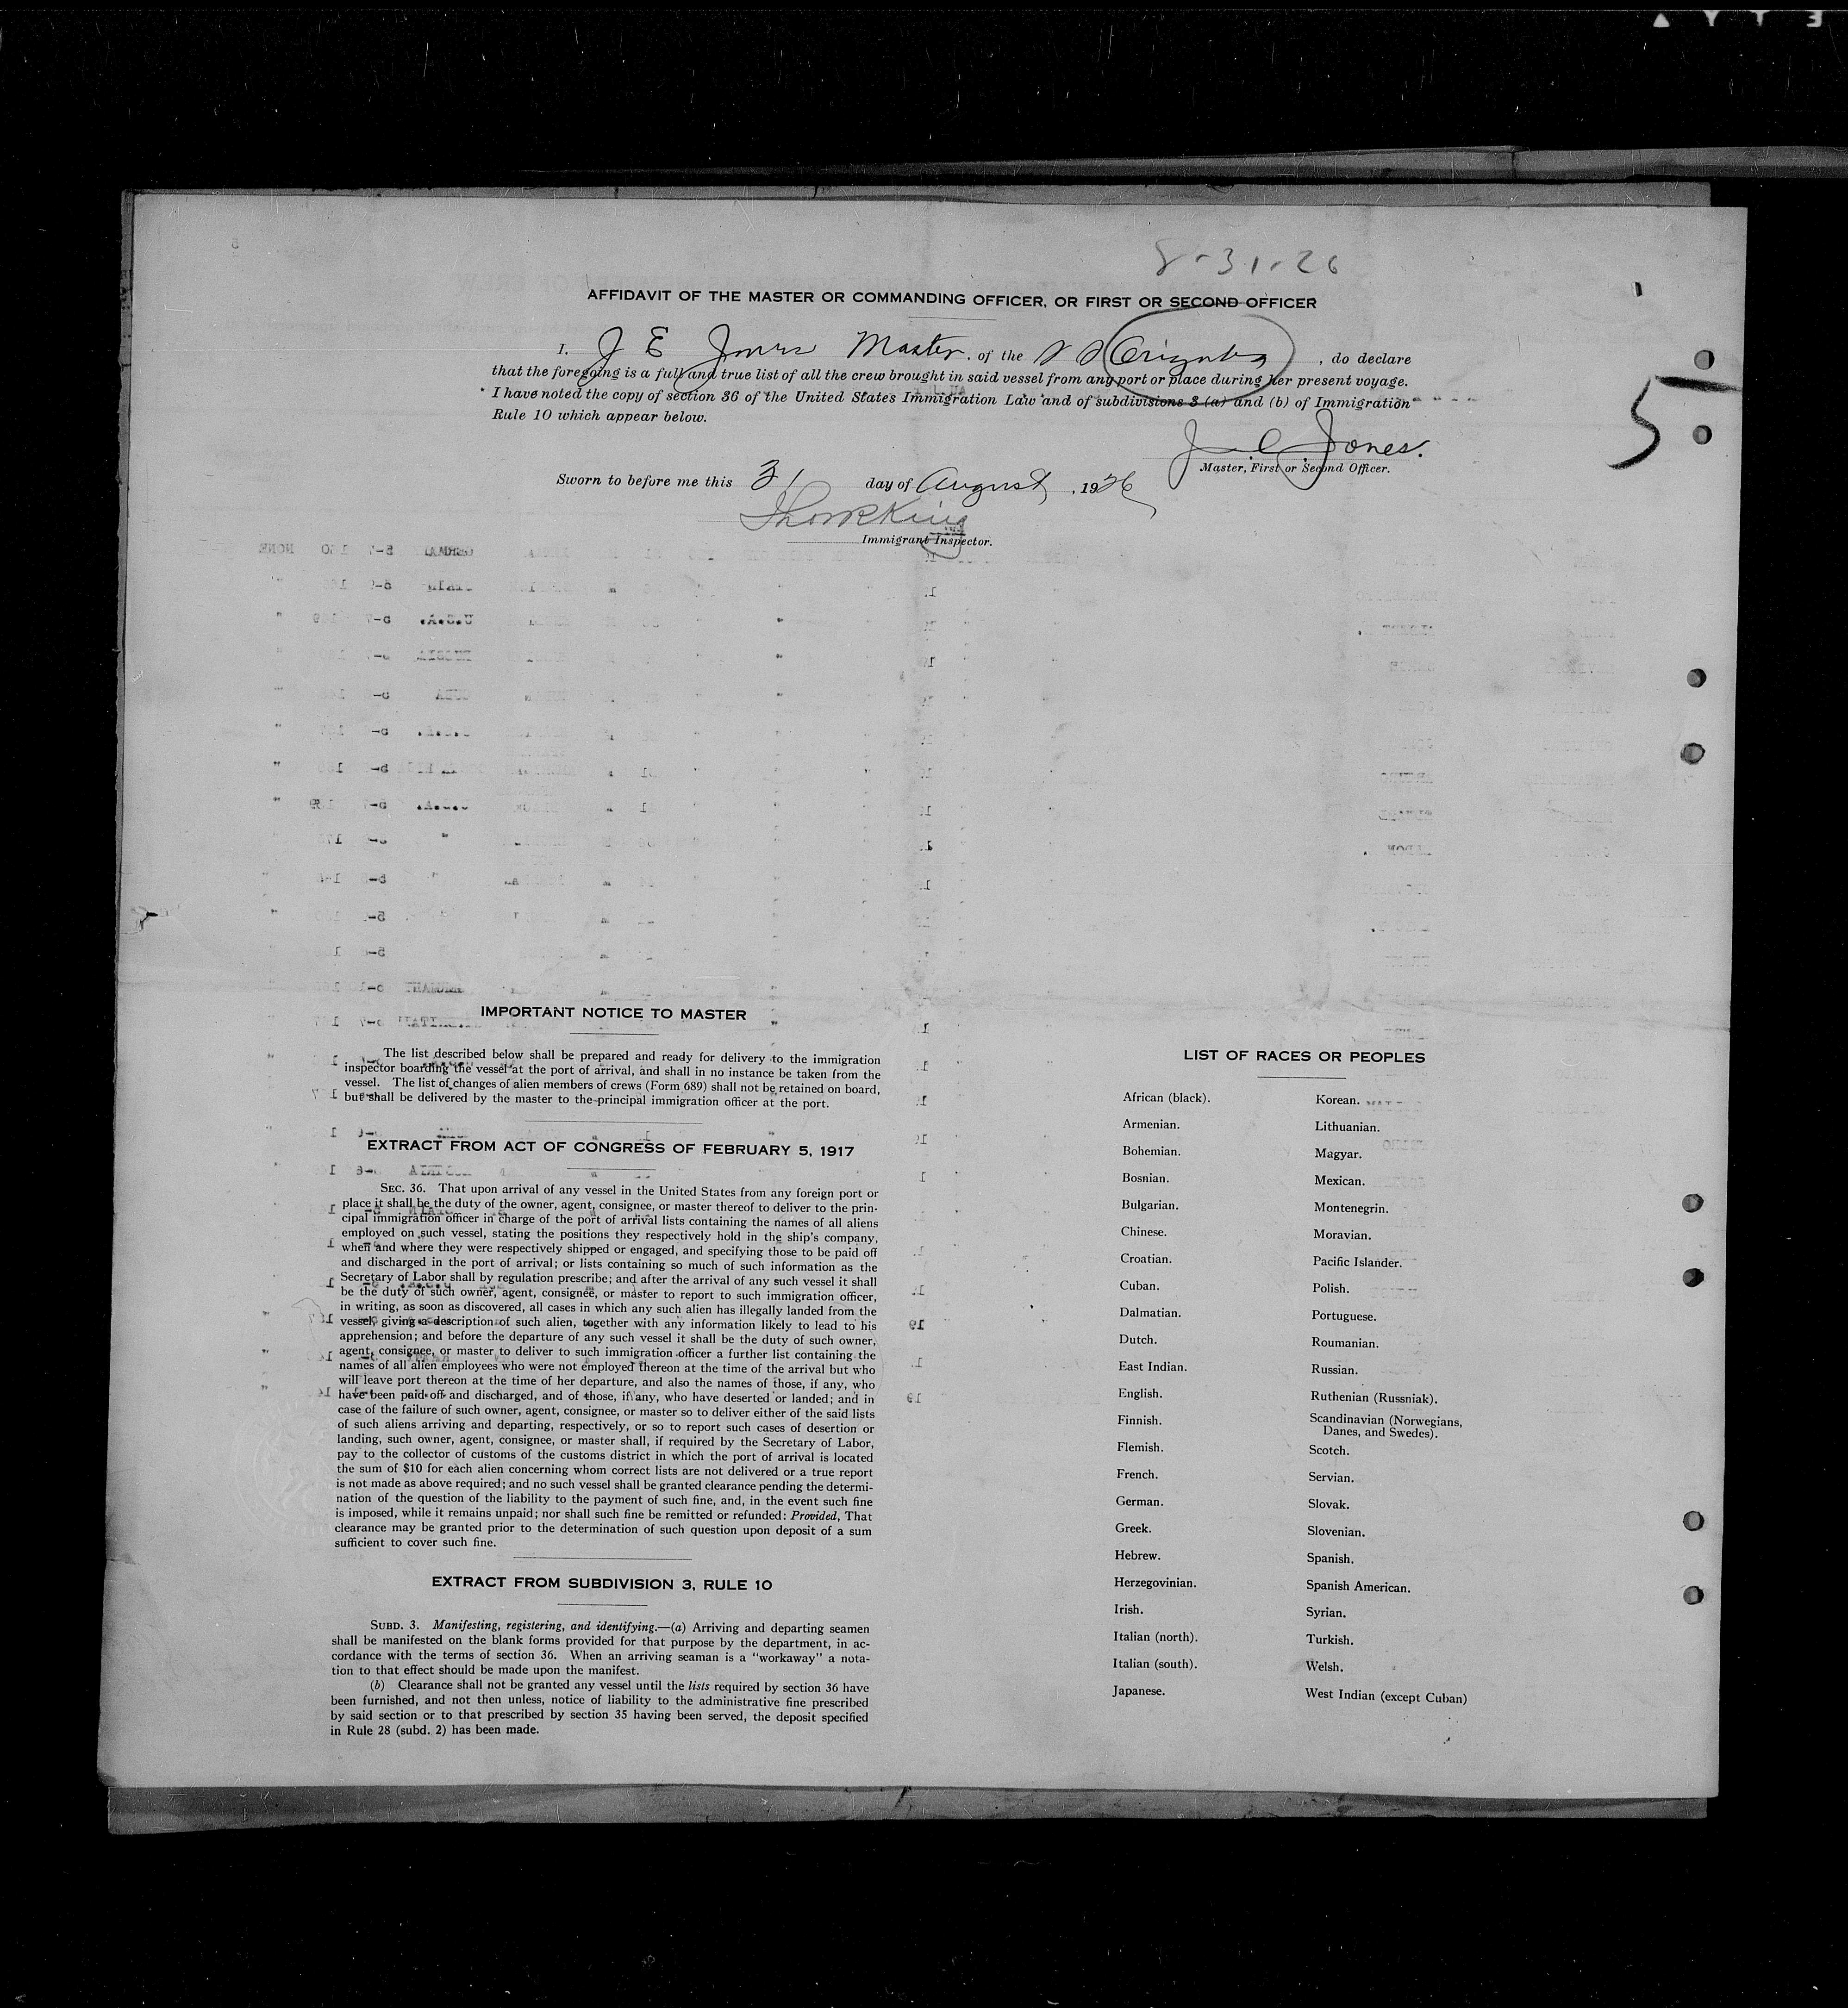 8-31-26
AFFIDAVIT OF THE MASTER OR COMMANDING OFFICER, OR FIRST OR SECOND OFFICER
I, J E Jones Master, of the S S Orizaba, do declare
that the foregoing is a full and true list of all the crew brought in said vessel from any port or place during her present voyage.
I have noted the copy of section 36 of the United States Immigration Law and of subdivisions 3 (a) and (b) of Immigration
Rule 10 which appear below.
5
J E Jones.
Master, First or Second Officer.
Sworn to before me this 31 day of August, 1926
King
Immigrant Inspector.
IMPORTANT NOTICE TO MASTER
The list described below shall be prepared and ready for delivery to the immigration
inspector boarding the vessel at the port of arrival, and shall in no instance be taken from the
vessel. The list of changes of alien members of crews (Form 689) shall not be retained on board,
but shall be delivered by the master to the principal immigration officer at the port.
EXTRACT FROM ACT OF CONGRESS OF FEBRUARY 5, 1917
SEC. 36. That upon arrival of any vessel in the United States from any foreign port or
place it shall be the duty of the owner, agent, consignee, or master thereof to deliver to the prin-
cipal immigration officer in charge of the port of arrival lists containing the names of all aliens
employed on such vessel, stating the positions they respectively hold in the ship's company,
when and where they were respectively shipped or engaged, and specifying those to be paid off
and discharged in the port of arrival; or lists containing so much of such information as the
Secretary of Labor shall by regulation prescribe; and after the arrival of any such vessel it shall
be the duty of such owner, agent, consignee, or master to report to such immigration officer,
in writing, as soon as discovered, all cases in which any such alien has illegally landed from the
vessel, giving a description of such alien, together with any information likely to lead to his
apprehension; and before the departure of any such vessel it shall be the duty of such owner,
agent, consignee, or master to deliver to such immigration officer a further list containing the
names of all alien employees who were not employed thereon at the time of the arrival but who
will leave port thereon at the time of her departure, and also the names of those, if any, who
have been paid off and discharged, and of those, if any, who have deserted or landed; and in
case of the failure of such owner, agent, consignee, or master so to deliver either of the said lists
of such aliens arriving and departing, respectively, or so to report such cases of desertion or
landing, such owner, agent, consignee, or master shall, if required by the Secretary of Labor,
pay to the collector of customs of the customs district in which the port of arrival is located
the sum of $10 for each alien concerning whom correct lists are not delivered or a true report
is not made as above required; and no such vessel shall be granted clearance pending the determi-
nation of the question of the liability to the payment of such fine, and, in the event such fine
is imposed, while it remains unpaid; nor shall such fine be remitted or refunded: Provided, That
clearance may be granted prior to the determination of such question upon deposit of a sum
sufficient to cover such fine.
EXTRACT FROM SUBDIVISION 3, RULE 10
SUBD. 3. Manifesting, registering, and identifying.—(a) Arriving and departing seamen
shall be manifested on the blank forms provided for that purpose by the department, in ac-
cordance with the terms of section 36. When an arriving seaman is a "workaway" a nota-
tion to that effect should be made upon the manifest.
(b) Clearance shall not be granted any vessel until the lists required by section 36 have
been furnished, and not then unless, notice of liability to the administrative fine prescribed
by said section or to that prescribed by section 35 having been served, the deposit specified
in Rule 28 (subd. 2) has been made.
LIST OF RACES OR PEOPLES
African (black).
Armenian.
Bohemian.
Bosnian.
Bulgarian.
Chinese.
Croatian.
Cuban.
Dalmatian.
Dutch.
East Indian.
English.
Finnish.
Flemish.
French.
German.
Greek.
Hebrew.
Herzegovinian.
Irish.
Italian (north).
Italian (south).
Japanese.
Korean.
Lithuanian.
Magyar.
Mexican.
Montenegrin.
Moravian.
Pacific Islander.
Polish.
Portuguese.
Roumanian.
Russian.
Ruthenian (Russniak).
Scandinavian (Norwegians,
Danes, and Swedes).
Scotch.
Servian.
Slovak.
Slovenian.
Spanish.
Spanish American.
Syrian.
Turkish.
Welsh.
West Indian (except Cuban)